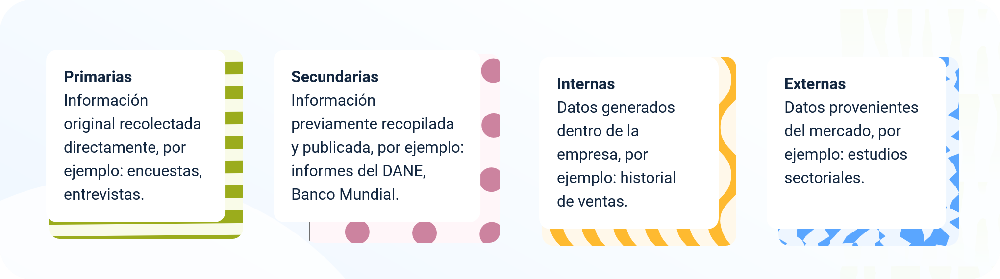 Primarias
Información
original recolectada
directamente, por
ejemplo: encuestas,
entrevistas.
Secundarias
Información
previamente recopilada
y publicada, por ejemplo:
informes del DANE,
Banco Mundial.
Internas
Datos generados
dentro de la
empresa, por
ejemplo: historial
de ventas.
Externas
Datos provenientes
del mercado, por
ejemplo: estudios
sectoriales.